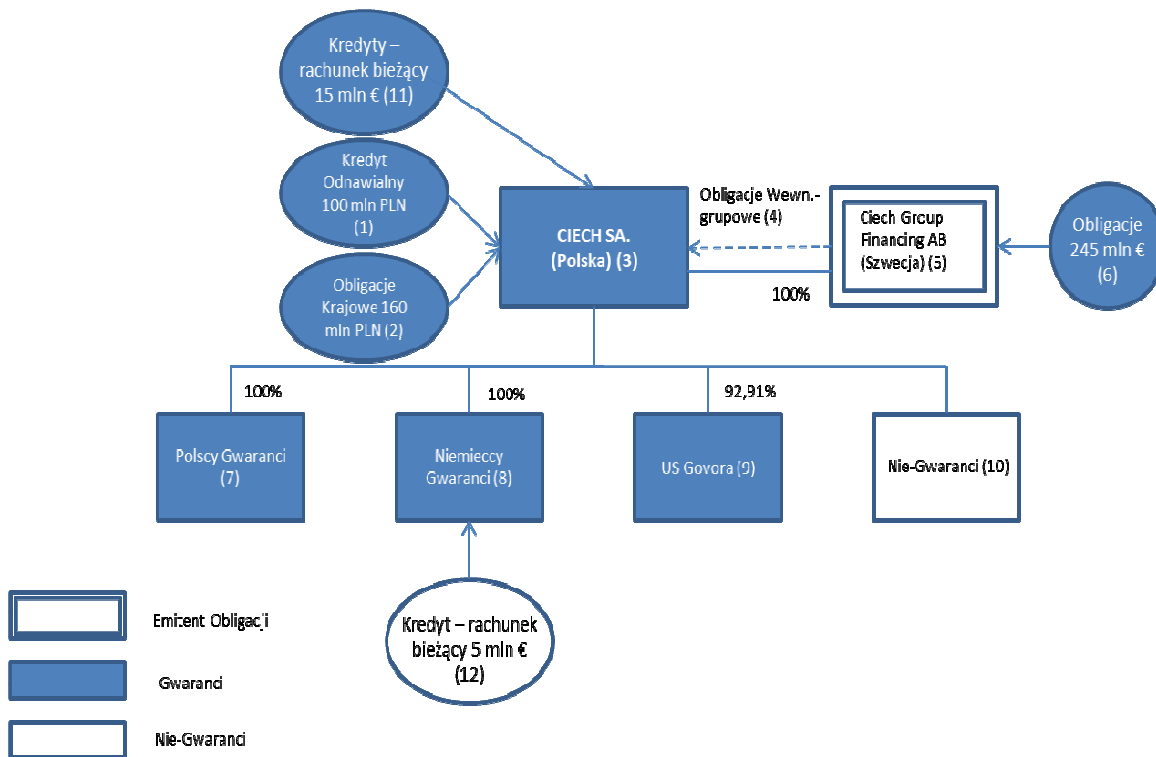 Kredyty –
rachunek bieżący
15 mln € (11)
Kredyt
Odnawialny
100 mln PLN
(1)
Obligacje
Krajowe 160
mln PLN (2)
CIECH SA.
(Polska) (3)
Obligacje Wewn.-
grupowe (4)
100%
Ciech Group
Financing AB
(Szwecja) (5)
Obligacje
245 mln €
(6)
100%
100%
92,91%
Polscy Gwaranci
(7)
Niemieccy
Gwaranci (8)
US Govora (9)
Nie-Gwaranci (10)
Kredyt – rachunek
bieżący 5 mln €
(12)
Emitent Obligacji
Gwaranci
Nie-Gwaranci